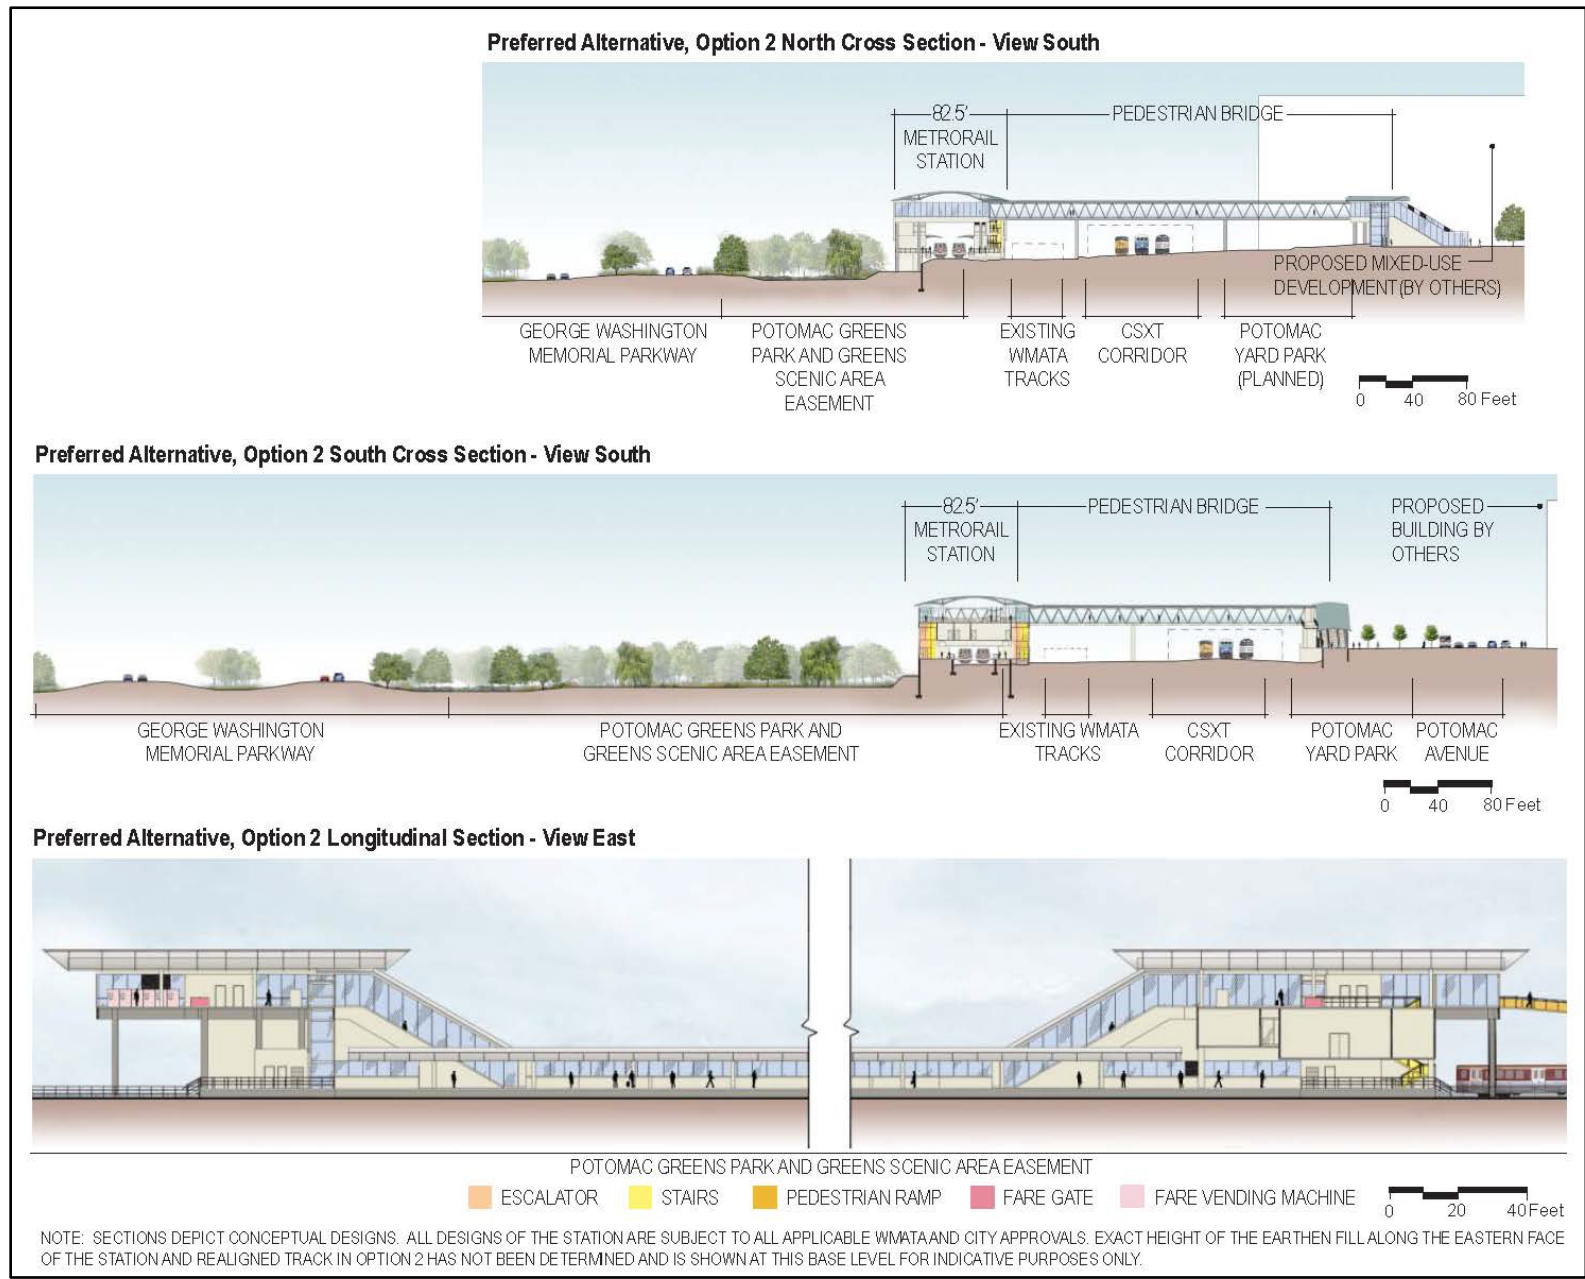 Preferred Alternative, Option 2 North Cross Section - View South
82.5'
METRORAIL
STATION
PEDESTRIAN BRIDGE
PROPOSED MIXED-USE
DEVELOPMENT (BY OTHERS)
GEORGE WASHINGTON
MEMORIAL PARKWAY
POTOMAC GREENS
PARK AND GREENS
SCENIC AREA
EASEMENT
EXISTING
WMATA
TRACKS
CSXT
CORRIDOR
POTOMAC
YARD PARK
(PLANNED)
0 40 80 Feet
Preferred Alternative, Option 2 South Cross Section - View South
82.5'
METRORAIL
STATION
PEDESTRIAN BRIDGE
PROPOSED
BUILDING BY
OTHERS
GEORGE WASHINGTON
MEMORIAL PARKWAY
POTOMAC GREENS PARK AND
GREENS SCENIC AREA EASEMENT
EXISTING WMATA
TRACKS
CSXT
CORRIDOR
POTOMAC
YARD PARK
POTOMAC
AVENUE
0 40 80 Feet
Preferred Alternative, Option 2 Longitudinal Section - View East
POTOMAC GREENS PARK AND GREENS SCENIC AREA EASEMENT
ESCALATOR STAIRS PEDESTRIAN RAMP FARE GATE FARE VENDING MACHINE
0 20 40 Feet
NOTE: SECTIONS DEPICT CONCEPTUAL DESIGNS. ALL DESIGNS OF THE STATION ARE SUBJECT TO ALL APPLICABLE WMATA AND CITY APPROVALS. EXACT HEIGHT OF THE EARTHEN FILL ALONG THE EASTERN FACE
OF THE STATION AND REALIGNED TRACK IN OPTION 2 HAS NOT BEEN DETERMINED AND IS SHOWN AT THIS BASE LEVEL FOR INDICATIVE PURPOSES ONLY.